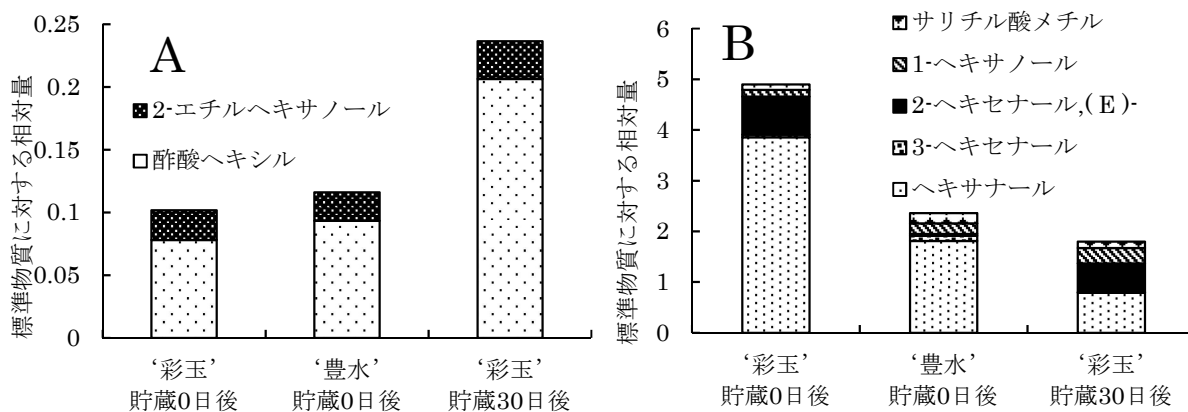 0.25
0.2
0.15
0.1
0.05
0
標準物質に対する相対量
A
2-エチルヘキサノール
酢酸ヘキシル
‘彩玉’
貯蔵0日後
‘豊水’
貯蔵0日後
‘彩玉’
貯蔵30日後
6
5
4
3
2
1
0
標準物質に対する相対量
B
サリチル酸メチル
1-ヘキサノール
2-ヘキセナール,(E)-
3-ヘキセナール
ヘキサナール
‘彩玉’
貯蔵0日後
‘豊水’
貯蔵0日後
‘彩玉’
貯蔵30日後